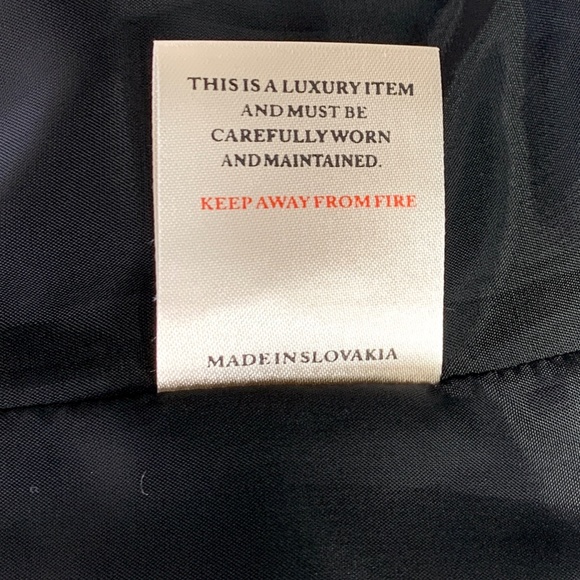 THIS IS A LUXURY ITEM
AND MUST BE
CAREFULLY WORN
AND MAINTAINED.
KEEP AWAY FROM FIRE
MADE IN SLOVAKIA